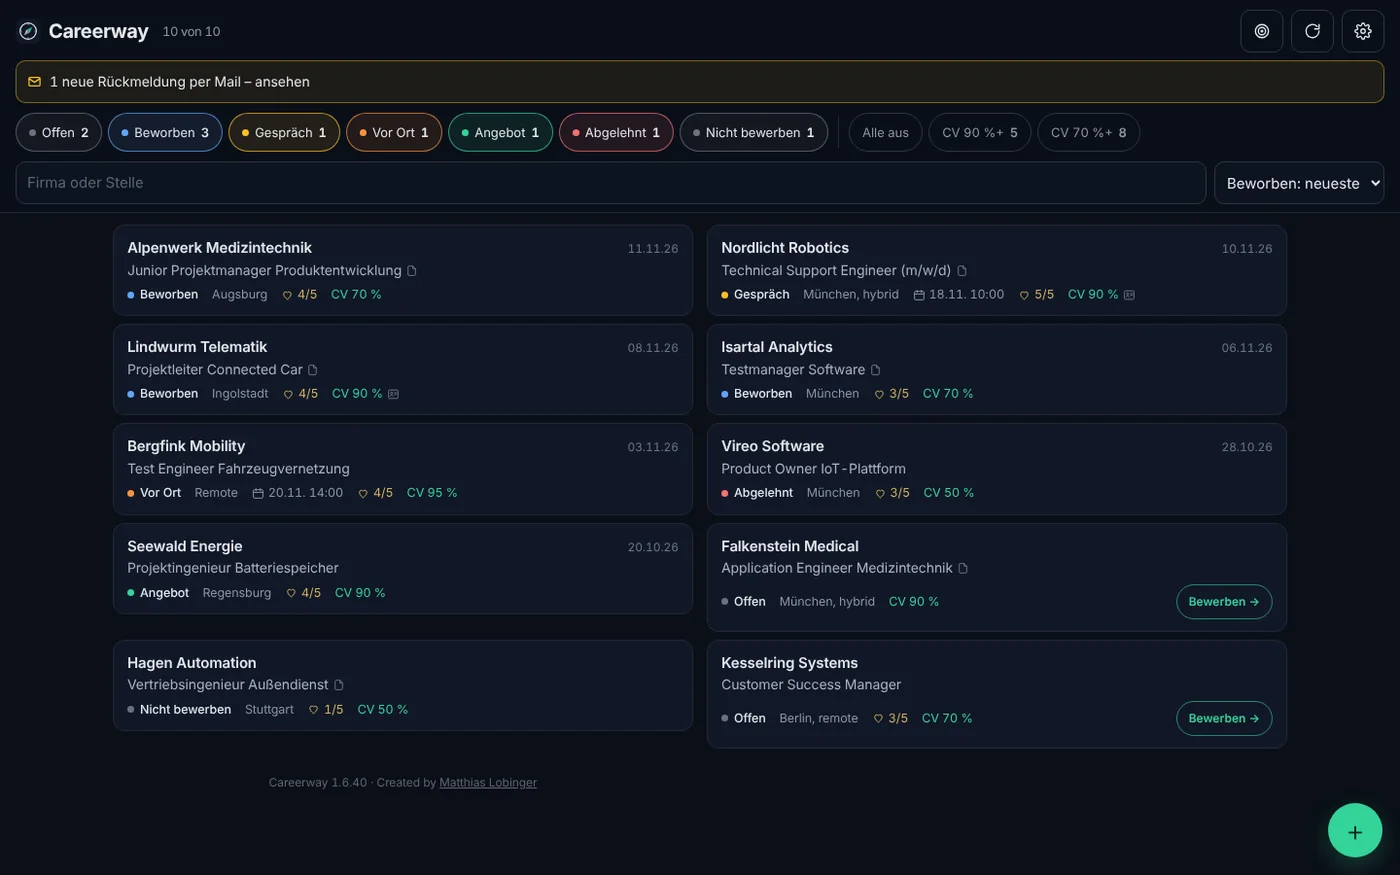 Careerway 10 von 10
1 neue Rückmeldung per Mail – ansehen
Offen 2 Beworben 3 Gespräch 1 Vor Ort 1 Angebot 1 Abgelehnt 1 Nicht bewerben 1 Alle aus CV 90 %+ 5 CV 70 %+ 8
Firma oder Stelle Beworben: neueste
Alpenwerk Medizintechnik 11.11.26
Junior Projektmanager Produktentwicklung
Beworben Augsburg 4/5 CV 70 %
Nordlicht Robotics 10.11.26
Technical Support Engineer (m/w/d)
Gespräch München, hybrid 18.11. 10:00 5/5 CV 90 %
Lindwurm Telematik 08.11.26
Projektleiter Connected Car
Beworben Ingolstadt 4/5 CV 90 %
Isartal Analytics 06.11.26
Testmanager Software
Beworben München 3/5 CV 70 %
Bergfink Mobility 03.11.26
Test Engineer Fahrzeugvernetzung
Vor Ort Remote 20.11. 14:00 4/5 CV 95 %
Vireo Software 28.10.26
Product Owner IoT-Plattform
Abgelehnt München 3/5 CV 50 %
Seewald Energie 20.10.26
Projektingenieur Batteriespeicher
Angebot Regensburg 4/5 CV 90 %
Falkenstein Medical
Application Engineer Medizintechnik
Offen München, hybrid CV 90 % Bewerben →
Hagen Automation
Vertriebsingenieur Außendienst
Nicht bewerben Stuttgart 1/5 CV 50 %
Kesselring Systems
Customer Success Manager
Offen Berlin, remote 3/5 CV 70 % Bewerben →
Careerway 1.6.40 · Created by Matthias Lobinger
+